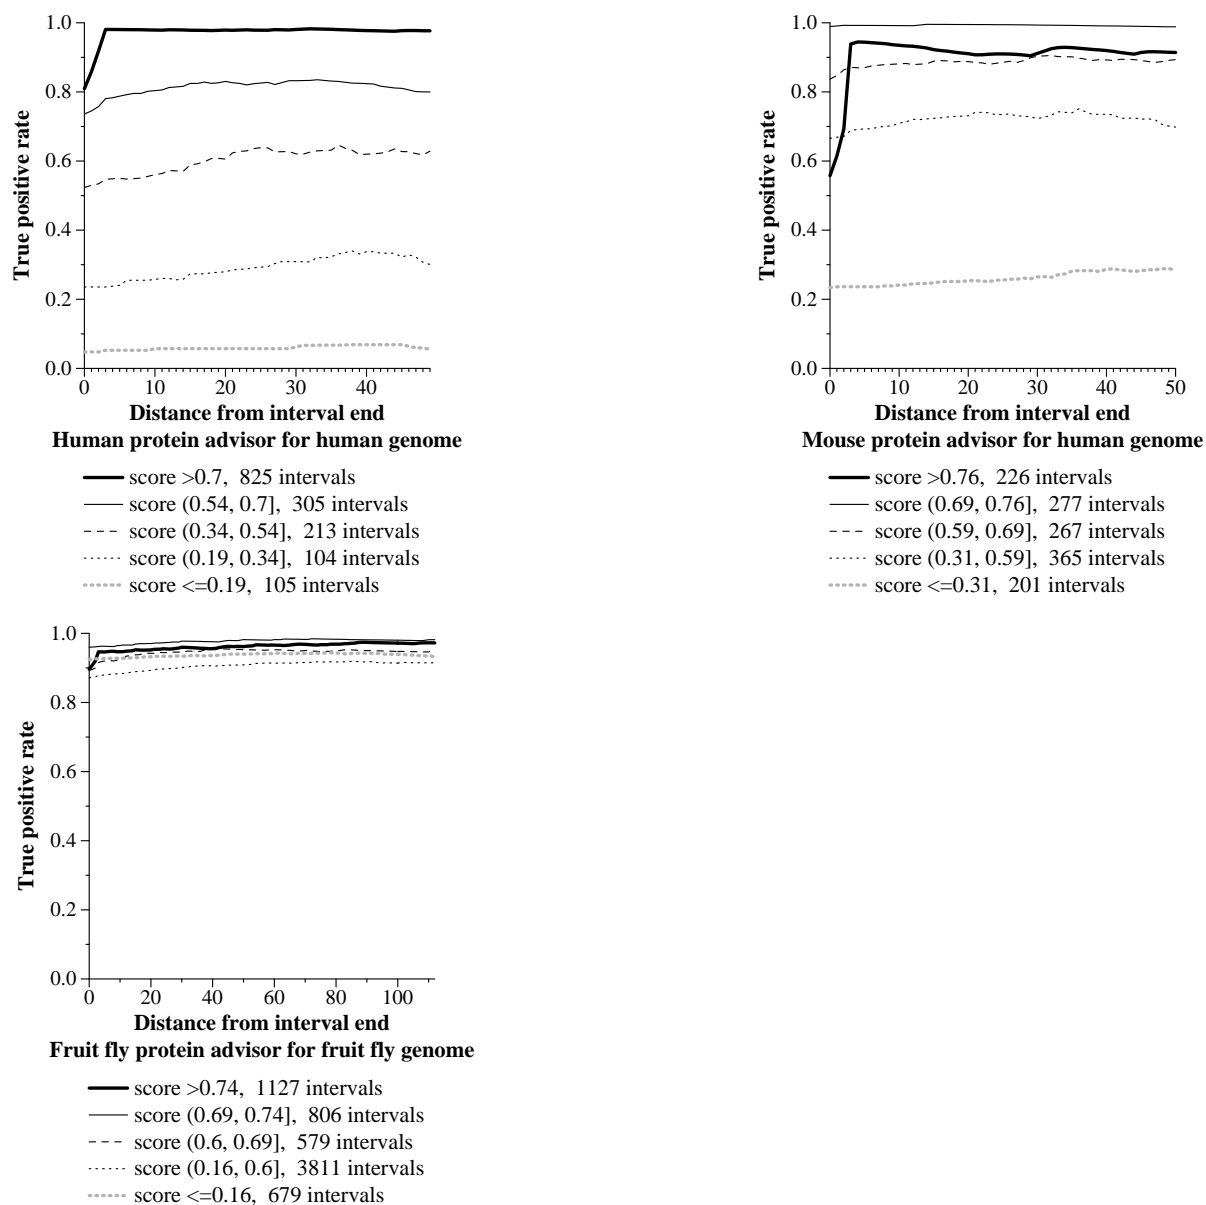 1.0
0.8
0.6
0.4
0.2
0.0
True positive rate
0 10 20 30 40
Distance from interval end
Human protein advisor for human genome
score >0.7, 825 intervals
score (0.54, 0.7], 305 intervals
score (0.34, 0.54], 213 intervals
score (0.19, 0.34], 104 intervals
score <=0.19, 105 intervals
1.0
0.8
0.6
0.4
0.2
0.0
True positive rate
0 10 20 30 40 50
Distance from interval end
Mouse protein advisor for human genome
score >0.76, 226 intervals
score (0.69, 0.76], 277 intervals
score (0.59, 0.69], 267 intervals
score (0.31, 0.59], 365 intervals
score <=0.31, 201 intervals
1.0
0.8
0.6
0.4
0.2
0.0
True positive rate
0 20 40 60 80 100
Distance from interval end
Fruit fly protein advisor for fruit fly genome
score >0.74, 1127 intervals
score (0.69, 0.74], 806 intervals
score (0.6, 0.69], 579 intervals
score (0.16, 0.6], 3811 intervals
score <=0.16, 679 intervals